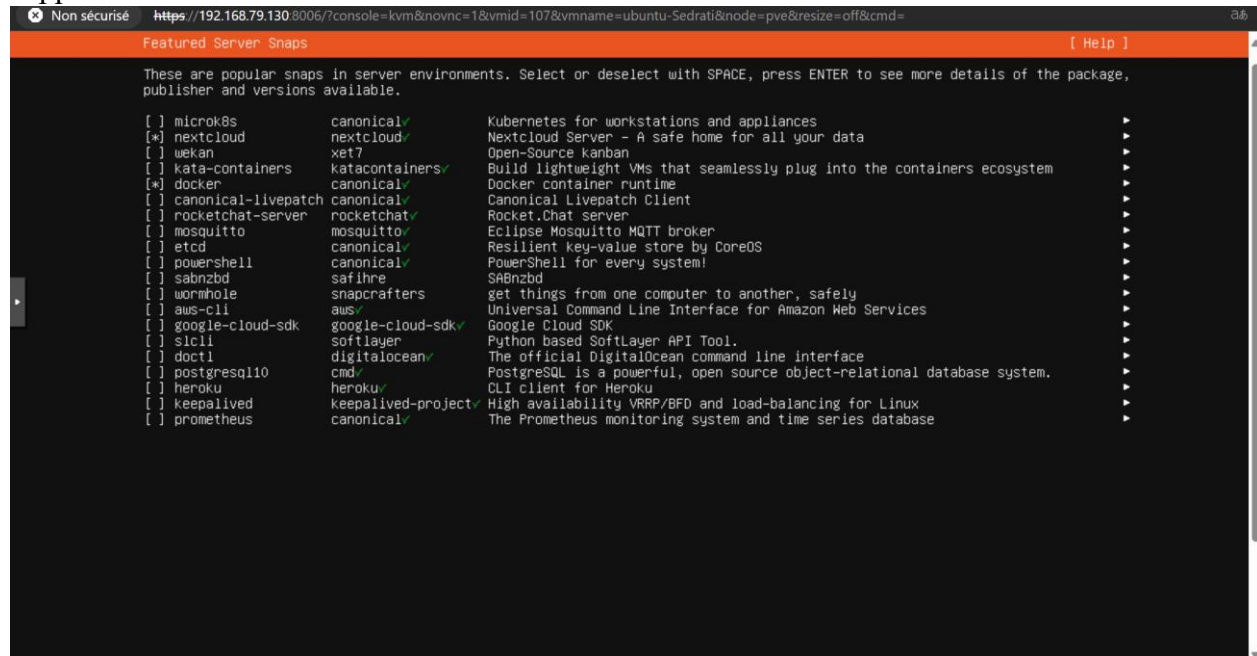 Non sécurisé https://192.168.79.130:8006/?console=kvm&novnc=1&vmid=107&vmname=ubuntu-Sedrati&node=pve&resize=off&cmd=
Featured Server Snaps [ Help ]
These are popular snaps in server environments. Select or deselect with SPACE, press ENTER to see more details of the package,
publisher and versions available.
[ ] microk8s canonical✓ Kubernetes for workstations and appliances ►
[*] nextcloud nextcloud✓ Nextcloud Server - A safe home for all your data ►
[ ] wekan xet7 Open-Source kanban ►
[ ] kata-containers katacontainers✓ Build lightweight VMs that seamlessly plug into the containers ecosystem ►
[*] docker canonical✓ Docker container runtime ►
[ ] canonical-livepatch canonical✓ Canonical Livepatch Client ►
[ ] rocketchat-server rocketchat✓ Rocket.Chat server ►
[ ] mosquitto mosquitto✓ Eclipse Mosquitto MQTT broker ►
[ ] etcd canonical✓ Resilient key-value store by CoreOS ►
[ ] powershell canonical✓ PowerShell for every system! ►
[ ] sabnzbd safihre SABnzbd ►
[ ] wormhole snapcrafters get things from one computer to another, safely ►
[ ] aws-cli aws✓ Universal Command Line Interface for Amazon Web Services ►
[ ] google-cloud-sdk google-cloud-sdk✓ Google Cloud SDK ►
[ ] slcli softlayer Python based SoftLayer API Tool. ►
[ ] doctl digitalocean✓ The official DigitalOcean command line interface ►
[ ] postgresql10 cmd✓ PostgreSQL is a powerful, open source object-relational database system. ►
[ ] heroku heroku✓ CLI client for Heroku ►
[ ] keepalived keepalived-project✓ High availability VRRP/BFD and load-balancing for Linux ►
[ ] prometheus canonical✓ The Prometheus monitoring system and time series database ►